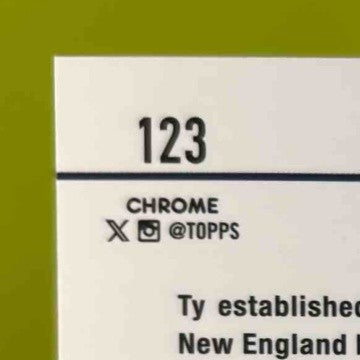 123
CHROME
𝕏 @TOPPS
Ty established
New England